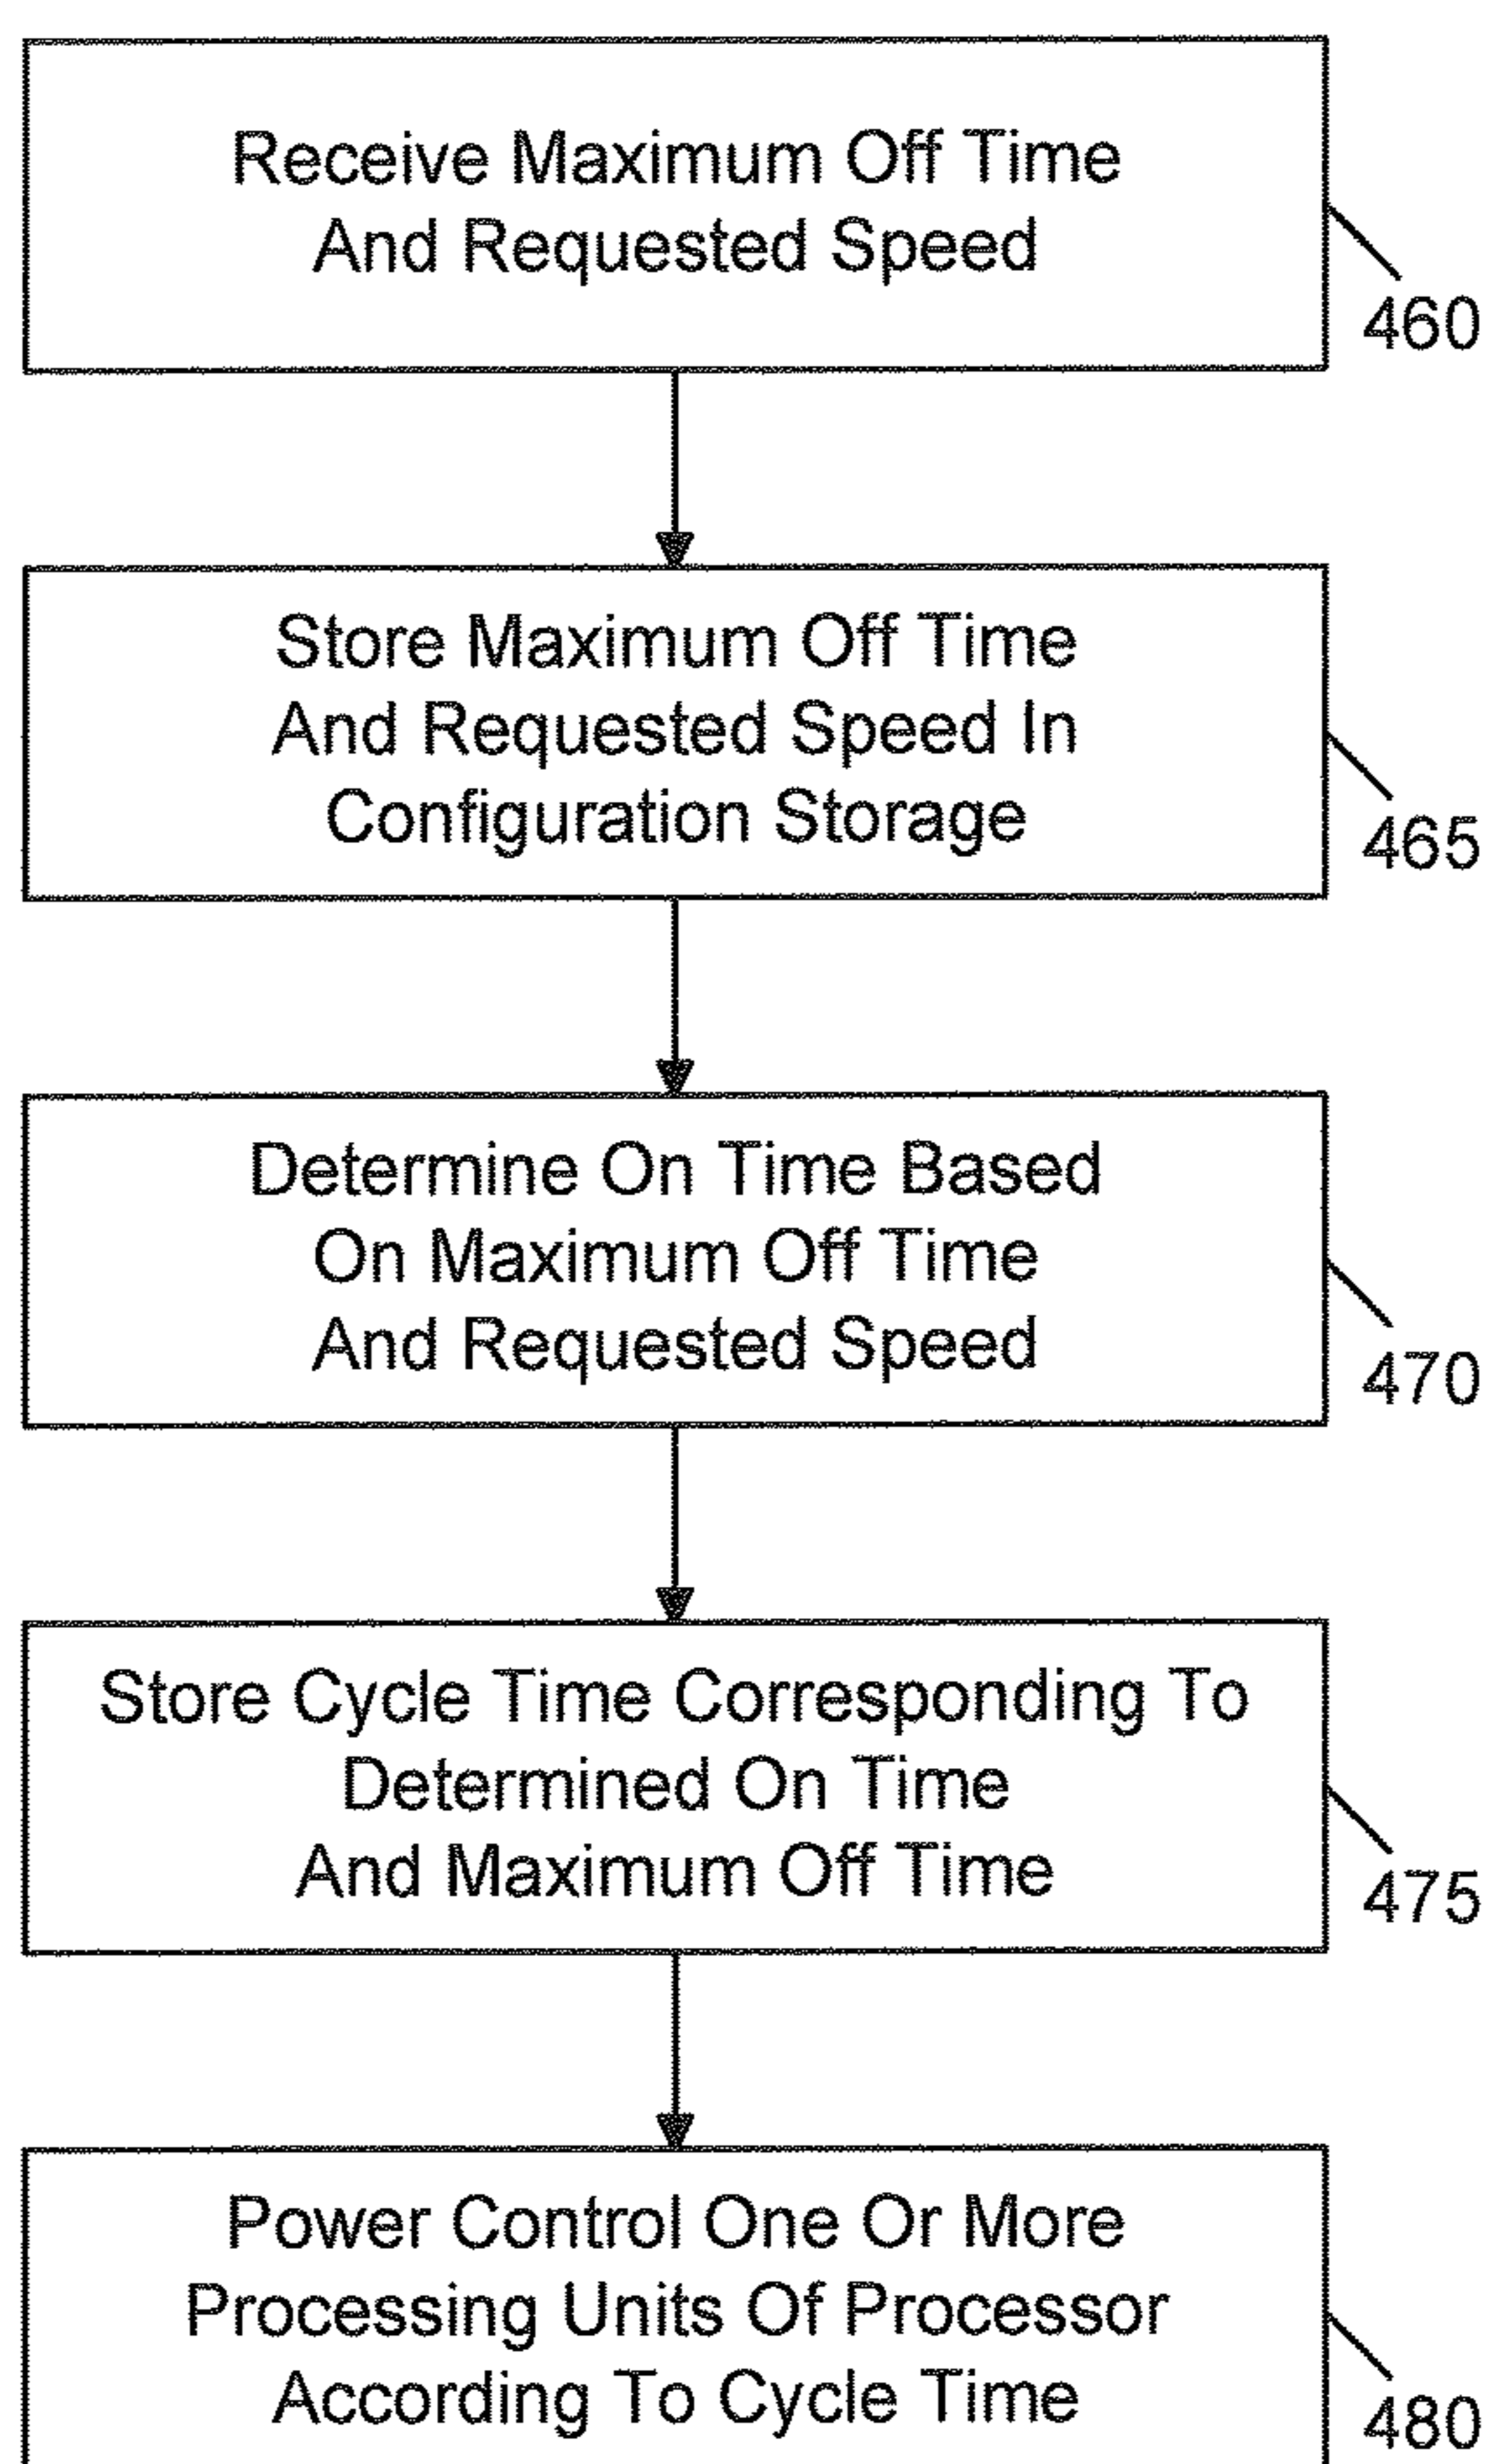 Receive Maximum Off Time
And Requested Speed
460
Store Maximum Off Time
And Requested Speed In
Configuration Storage
465
Determine On Time Based
On Maximum Off Time
And Requested Speed
470
Store Cycle Time Corresponding To
Determined On Time
And Maximum Off Time
475
Power Control One Or More
Processing Units Of Processor
According To Cycle Time
480